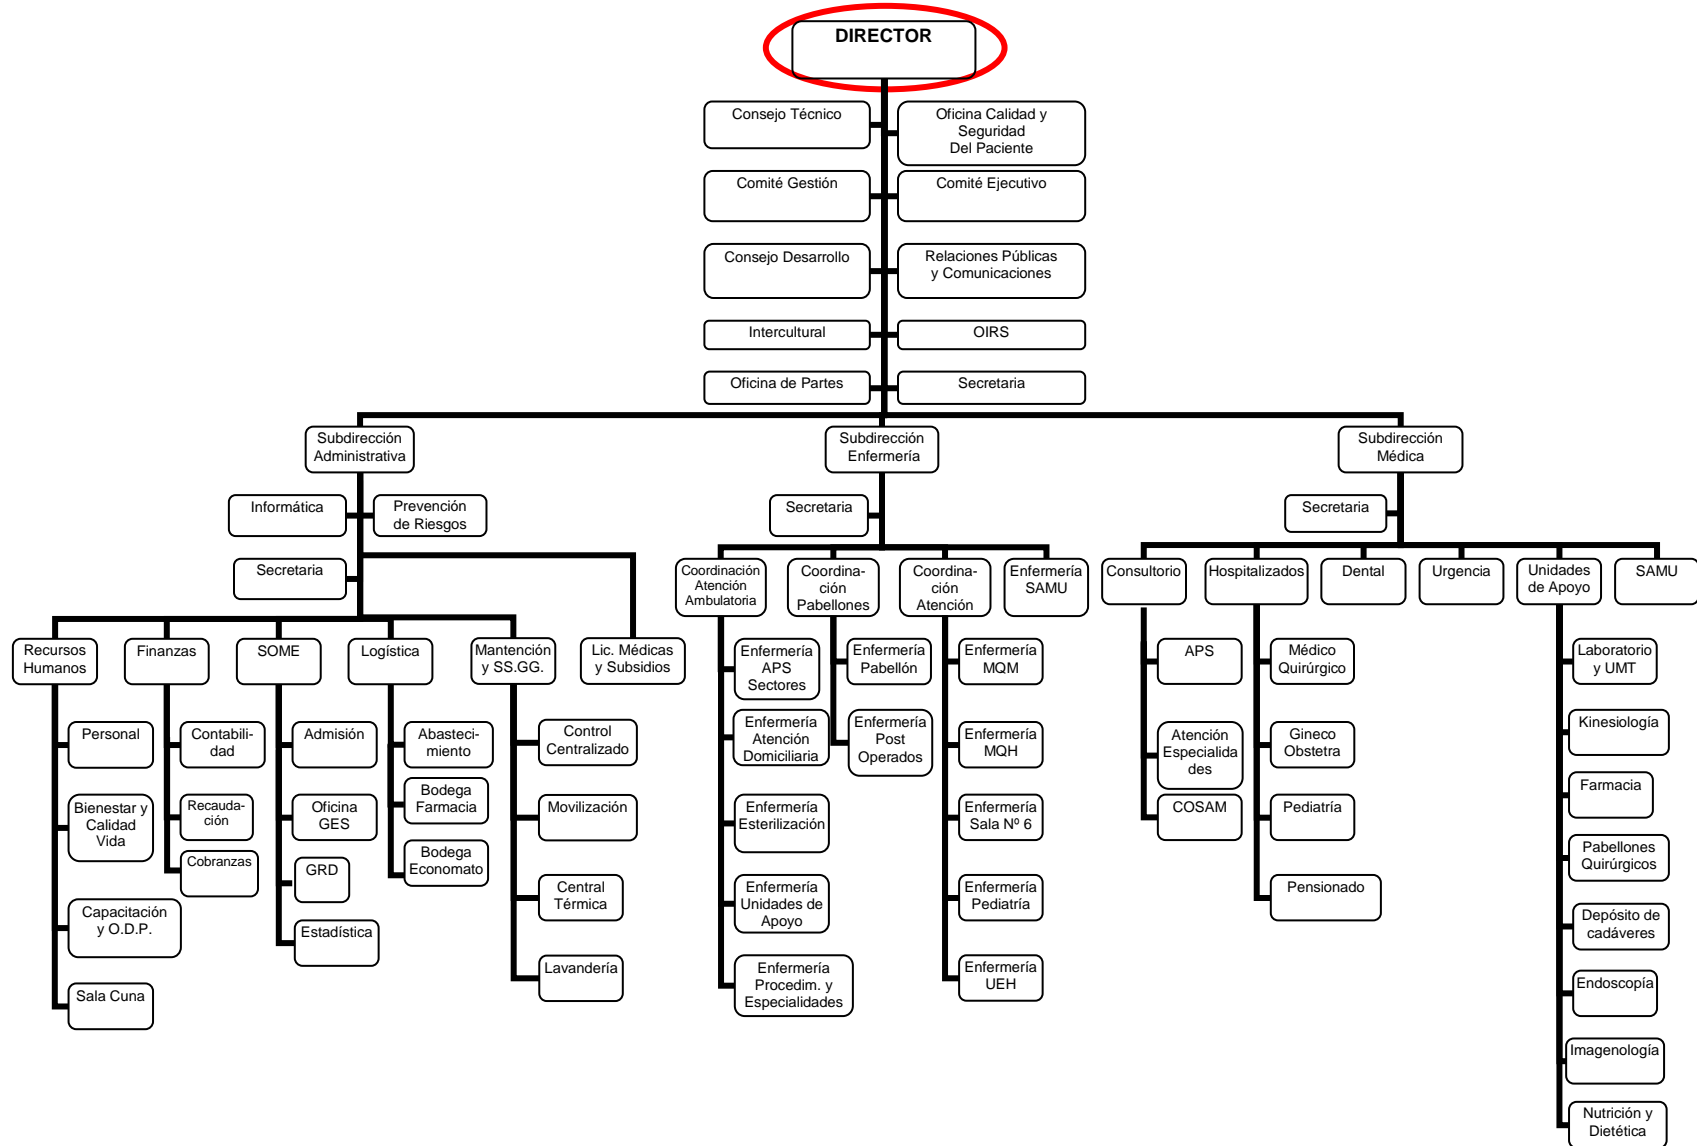 DIRECTOR
Consejo Técnico
Oficina Calidad y
Seguridad
Del Paciente
Comité Gestión
Comité Ejecutivo
Consejo Desarrollo
Relaciones Públicas
y Comunicaciones
Intercultural
OIRS
Oficina de Partes
Secretaria
Subdirección
Administrativa
Subdirección
Enfermería
Subdirección
Médica
Informática
Prevención
de Riesgos
Secretaria
Secretaria
Secretaria
Coordinación
Atención
Ambulatoria
Coordina-
ción
Pabellones
Coordina-
ción
Atención
Enfermería
SAMU
Consultorio
Hospitalizados
Dental
Urgencia
Unidades
de Apoyo
SAMU
Recursos
Humanos
Finanzas
SOME
Logística
Mantención
y SS.GG.
Lic. Médicas
y Subsidios
Personal
Bienestar y
Calidad
Vida
Capacitación
y O.D.P.
Sala Cuna
Contabili-
dad
Recauda-
ción
Cobranzas
Admisión
Oficina
GES
GRD
Estadística
Abasteci-
miento
Bodega
Farmacia
Bodega
Economato
Control
Centralizado
Movilización
Central
Térmica
Lavandería
Enfermería
APS
Sectores
Enfermería
Atención
Domiciliaria
Enfermería
Esterilización
Enfermería
Unidades de
Apoyo
Enfermería
Procedim. y
Especialidades
Enfermería
Pabellón
Enfermería
Post
Operados
Enfermería
MQM
Enfermería
MQH
Enfermería
Sala Nº 6
Enfermería
Pediatría
Enfermería
UEH
APS
Atención
Especialida
des
COSAM
Médico
Quirúrgico
Gineco
Obstetra
Pediatría
Pensionado
Laboratorio
y UMT
Kinesiología
Farmacia
Pabellones
Quirúrgicos
Depósito de
cadáveres
Endoscopía
Imagenología
Nutrición y
Dietética